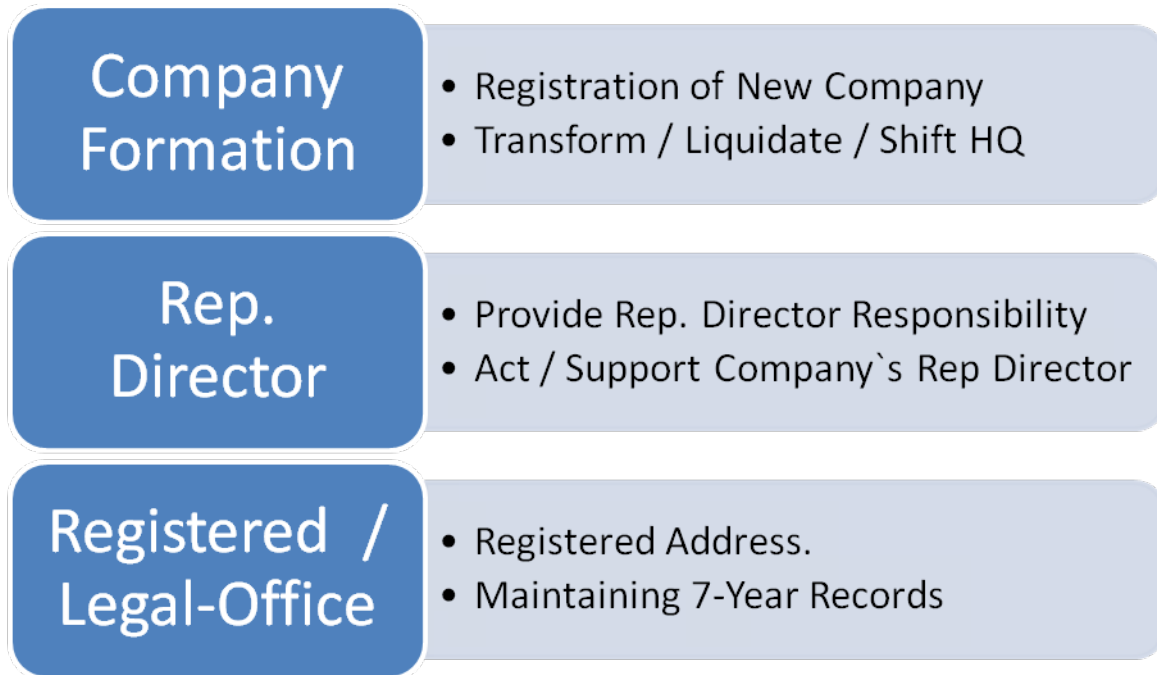 Company
Formation
• Registration of New Company
• Transform / Liquidate / Shift HQ
Rep.
Director
• Provide Rep. Director Responsibility
• Act / Support Company`s Rep Director
Registered /
Legal-Office
• Registered Address.
• Maintaining 7-Year Records